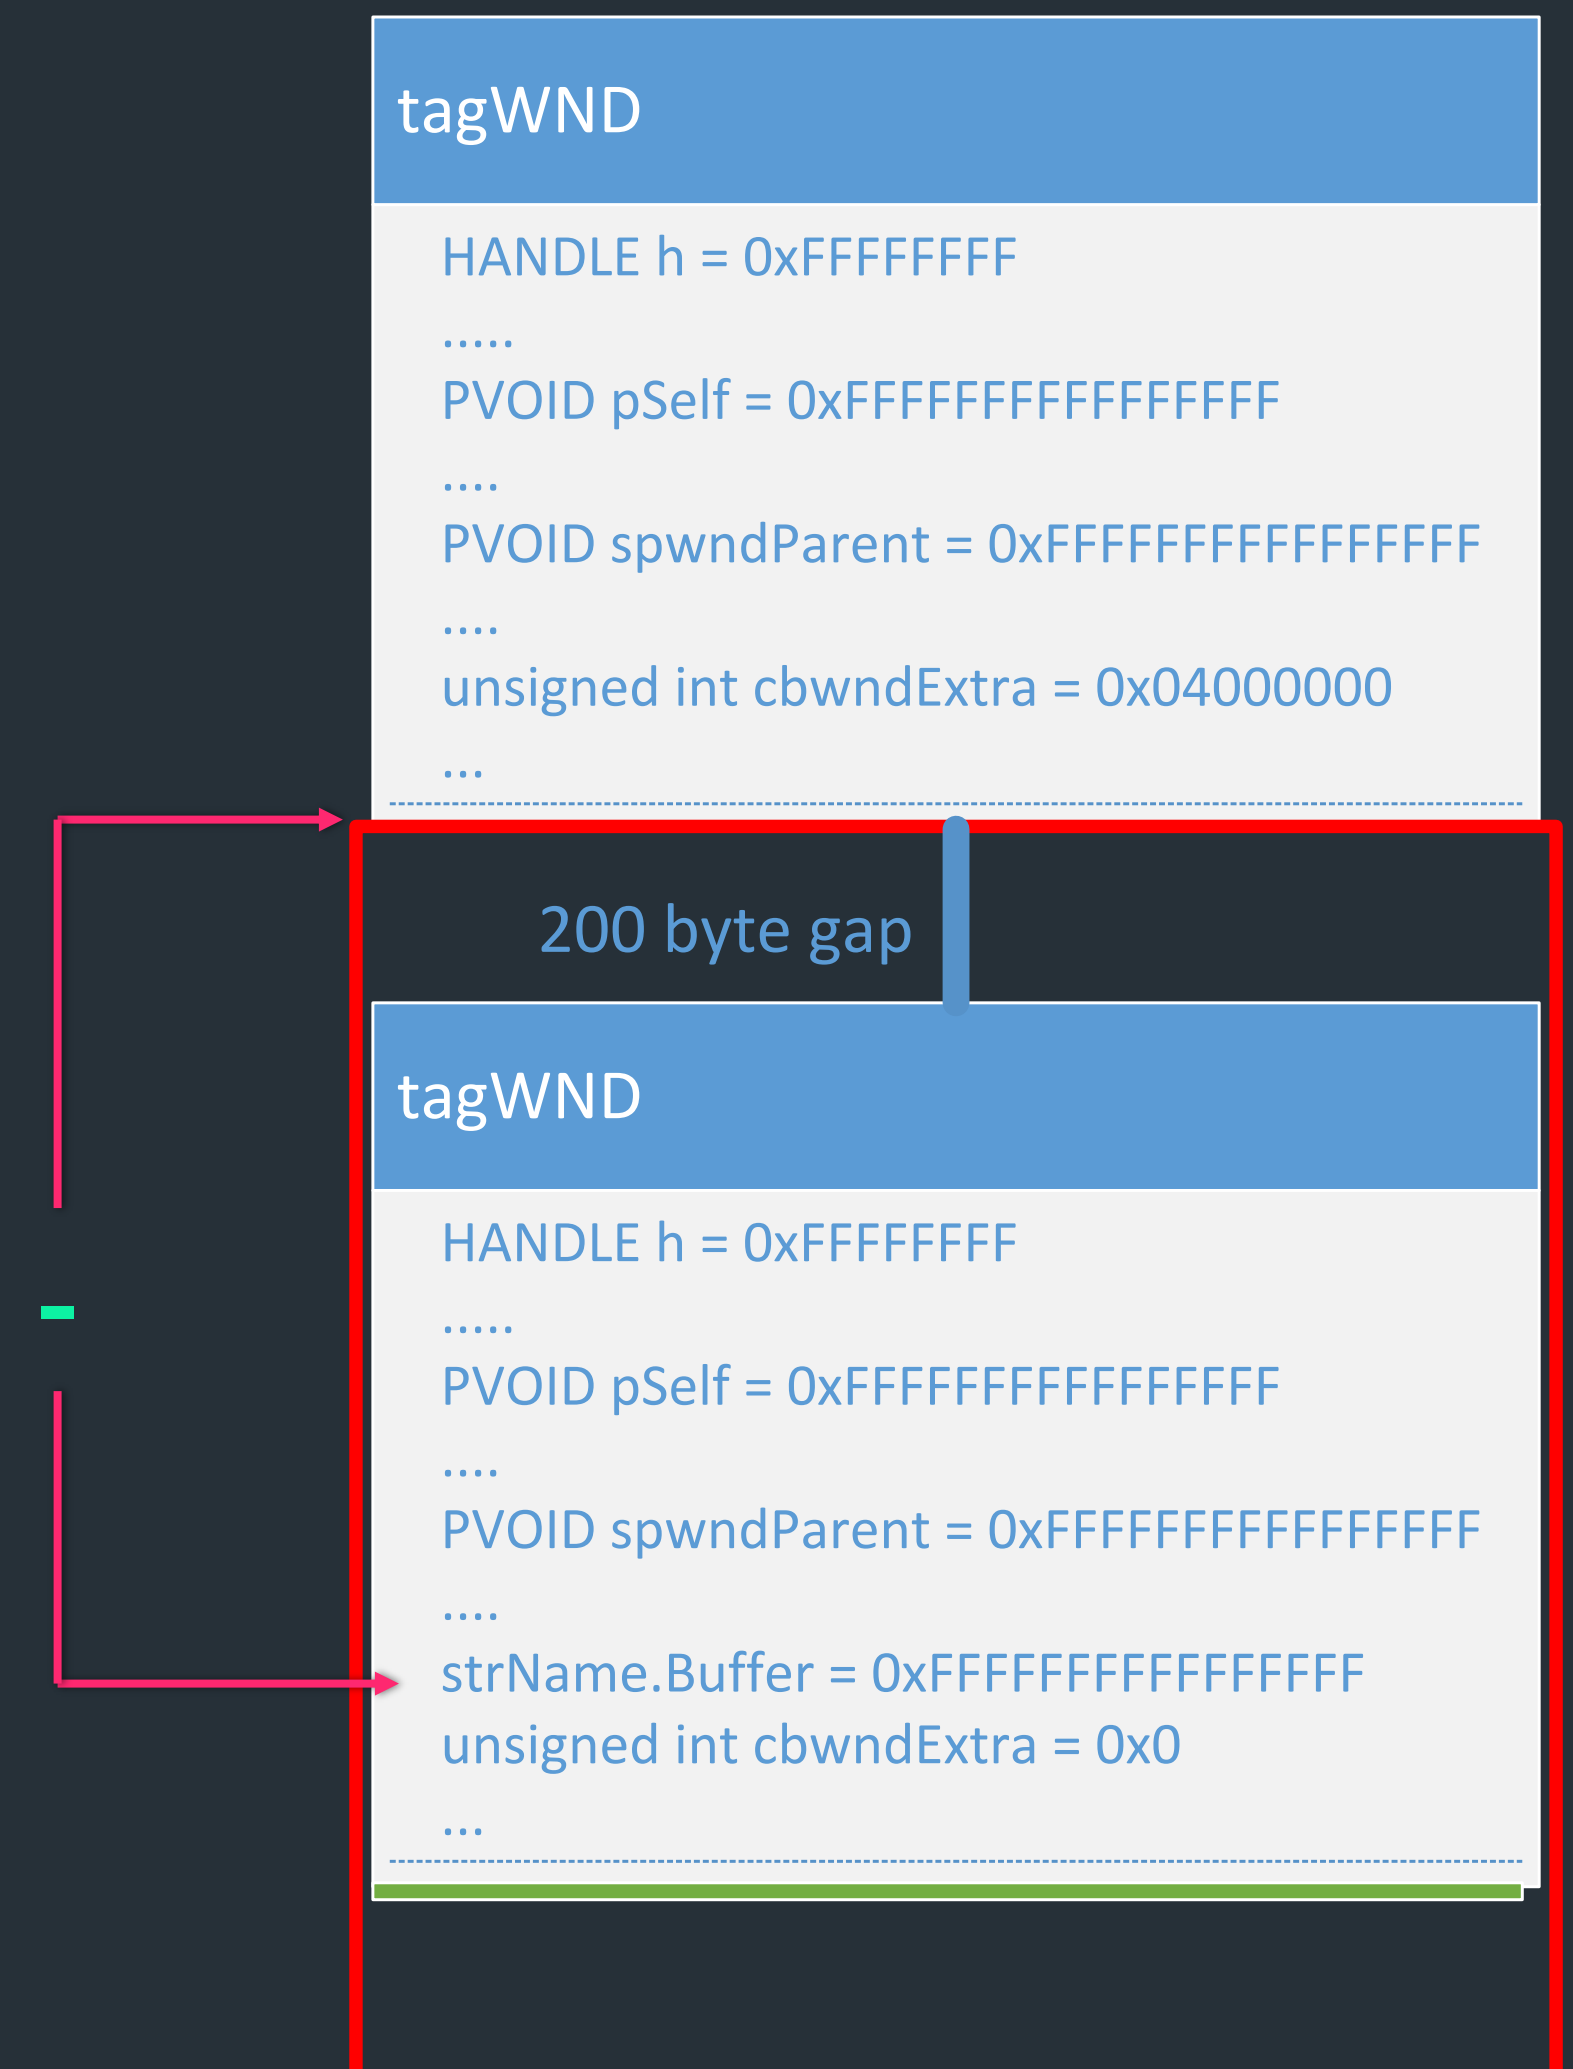 tagWND
HANDLE h = 0xFFFFFFFF
.....
PVOID pSelf = 0xFFFFFFFFFFFFFFFF
....
PVOID spwndParent = 0xFFFFFFFFFFFFFFFF
....
unsigned int cbwndExtra = 0x04000000
...
200 byte gap
tagWND
HANDLE h = 0xFFFFFFFF
.....
PVOID pSelf = 0xFFFFFFFFFFFFFFFF
....
PVOID spwndParent = 0xFFFFFFFFFFFFFFFF
....
strName.Buffer = 0xFFFFFFFFFFFFFFFF
unsigned int cbwndExtra = 0x0
...